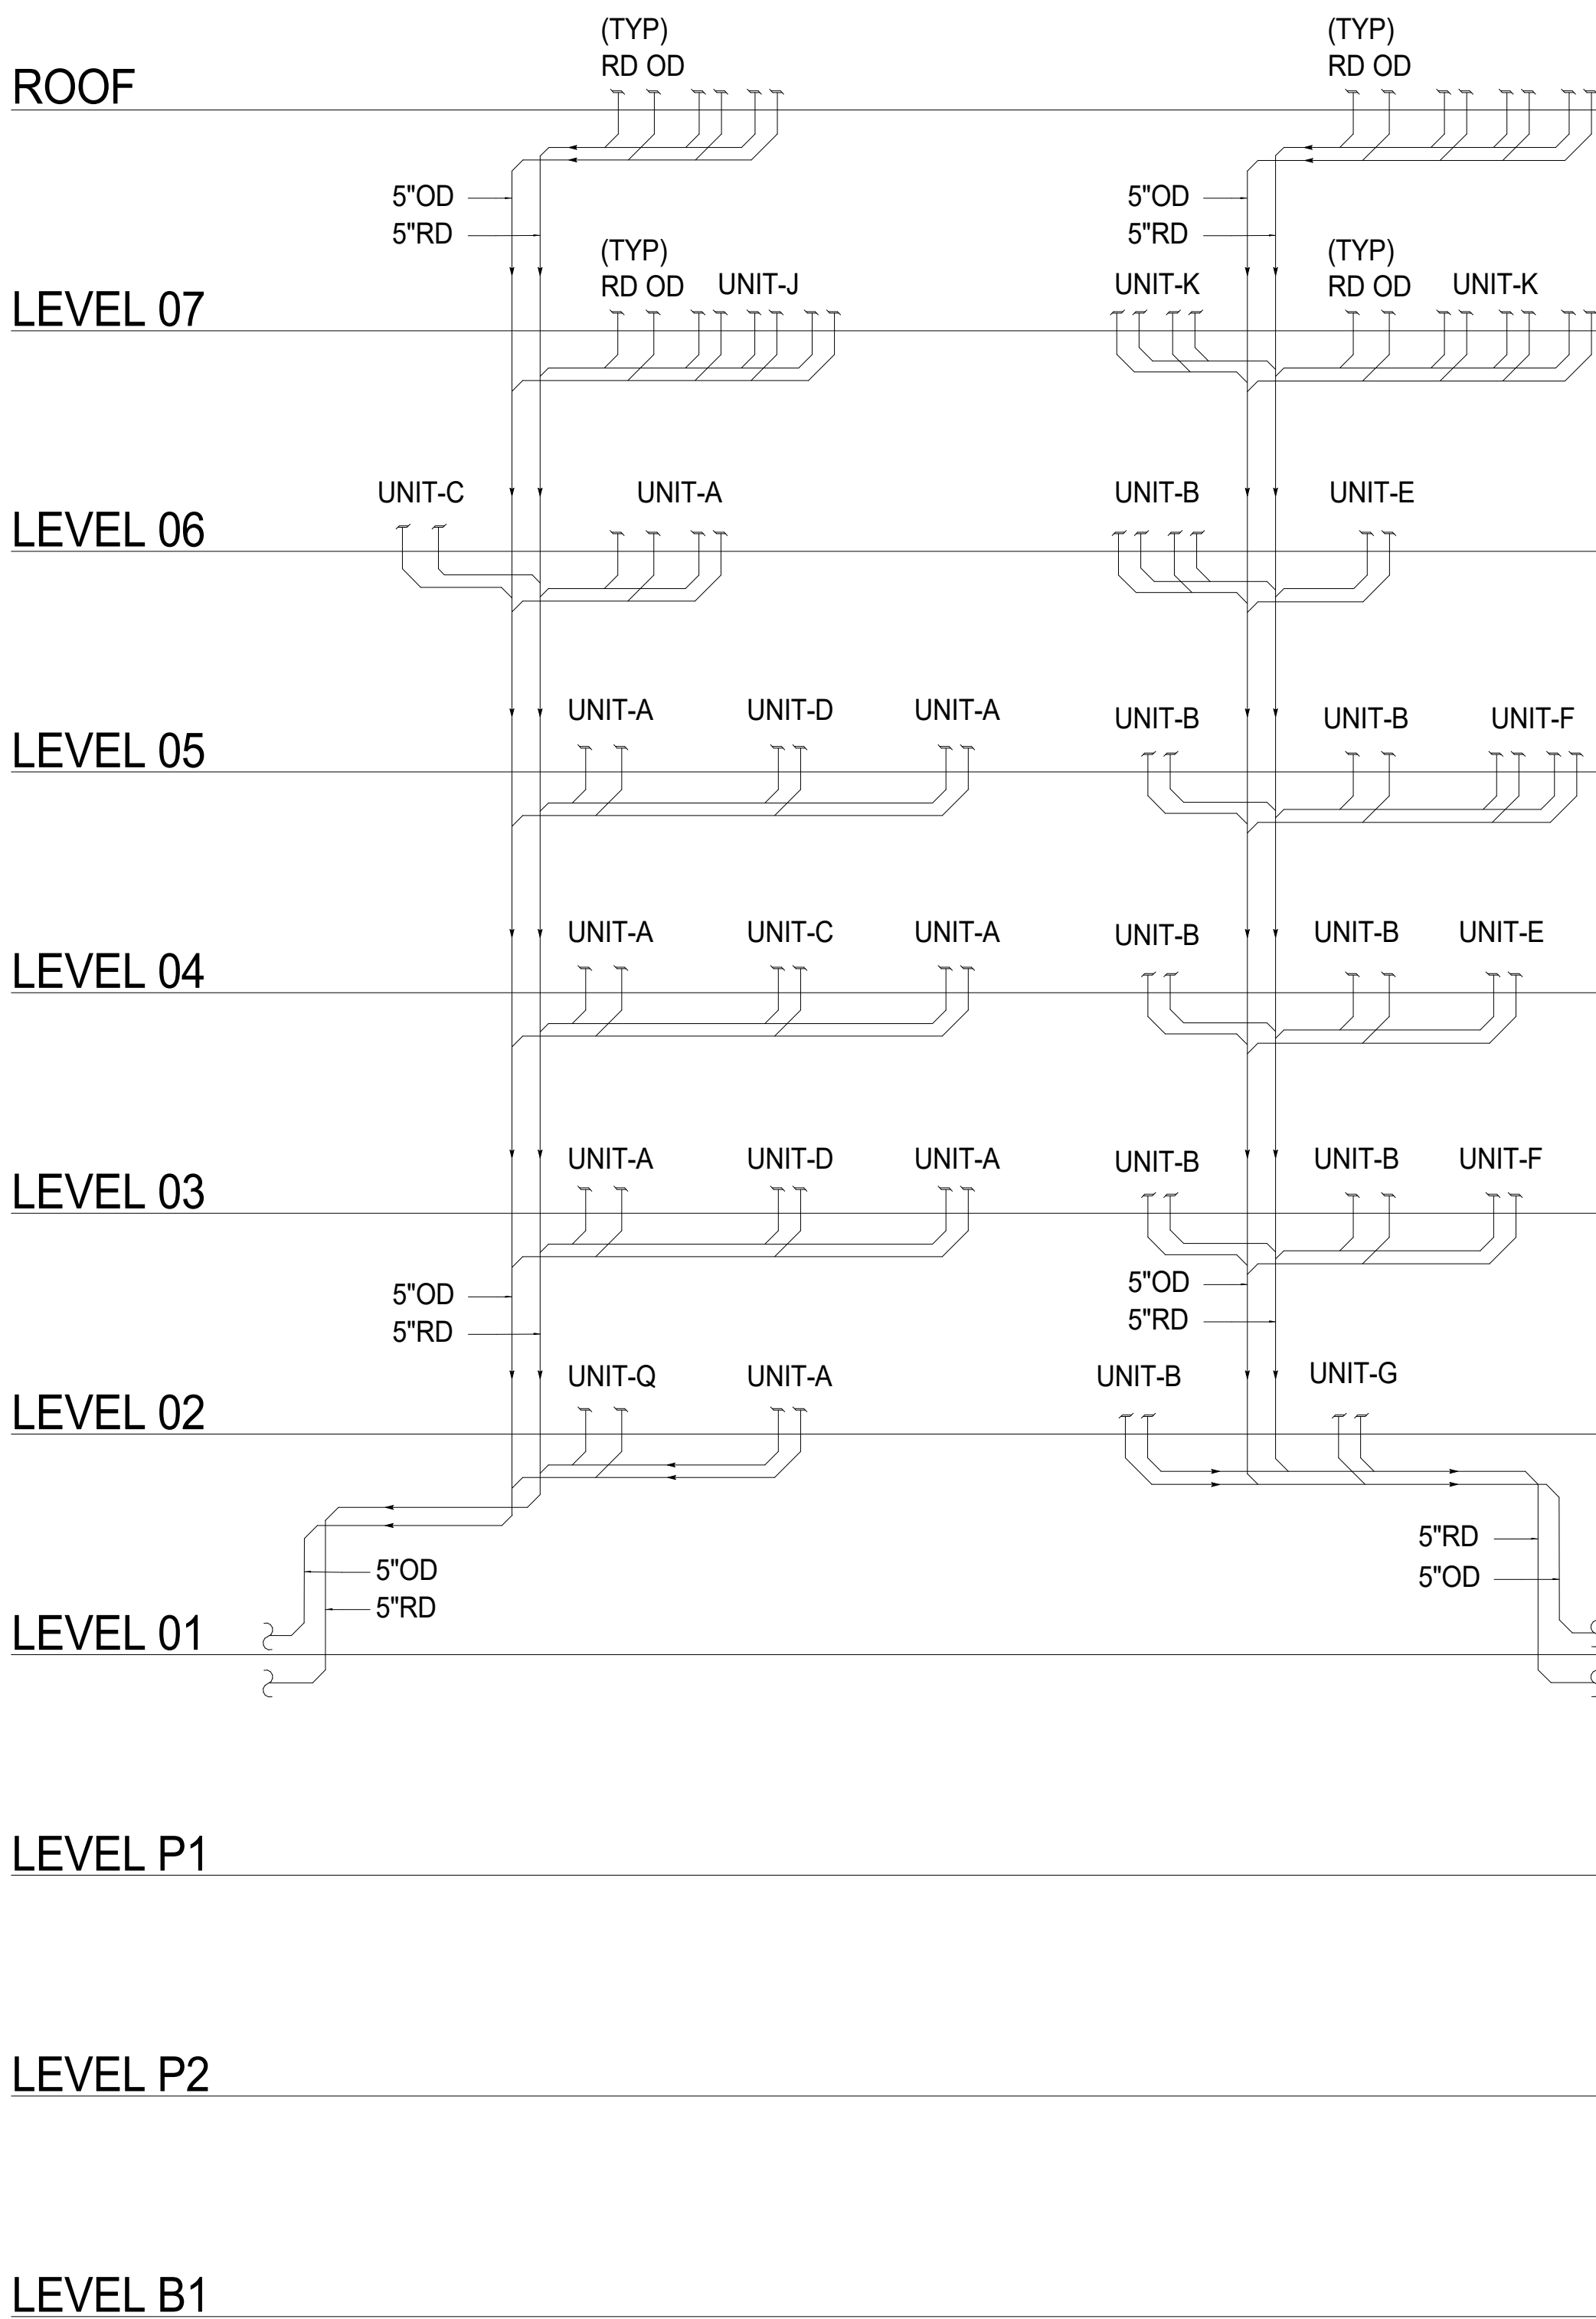 (TYP) (TYP)
RD OD RD OD
ROOF
5"OD 5"OD
5"RD 5"RD
(TYP) (TYP)
RD OD UNIT-J UNIT-K RD OD UNIT-K
LEVEL 07
UNIT-C UNIT-A UNIT-B UNIT-E
LEVEL 06
UNIT-A UNIT-D UNIT-A UNIT-B UNIT-B UNIT-F
LEVEL 05
UNIT-A UNIT-C UNIT-A UNIT-B UNIT-B UNIT-E
LEVEL 04
UNIT-A UNIT-D UNIT-A UNIT-B UNIT-B UNIT-F
LEVEL 03
5"OD 5"OD
5"RD 5"RD
UNIT-Q UNIT-A UNIT-B UNIT-G
LEVEL 02
5"RD
5"OD 5"OD
5"RD
LEVEL 01
LEVEL P1
LEVEL P2
LEVEL B1